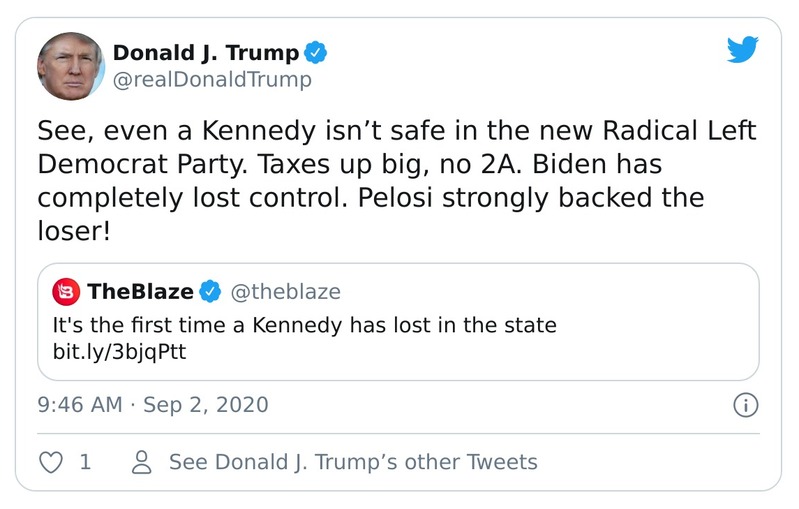 Donald J. Trump
@realDonaldTrump
See, even a Kennedy isn’t safe in the new Radical Left
Democrat Party. Taxes up big, no 2A. Biden has
completely lost control. Pelosi strongly backed the
loser!
TheBlaze @theblaze
It's the first time a Kennedy has lost in the state
bit.ly/3bjqPtt
9:46 AM · Sep 2, 2020
1 See Donald J. Trump’s other Tweets